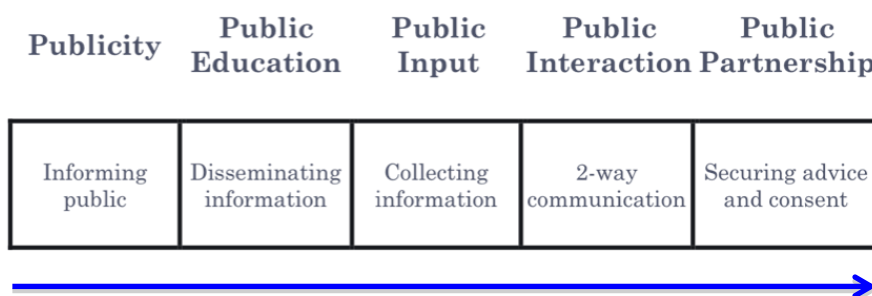 Publicity
Public
Education
Public
Input
Public
Interaction
Public
Partnership
Informing
public
Disseminating
information
Collecting
information
2-way
communication
Securing advice
and consent